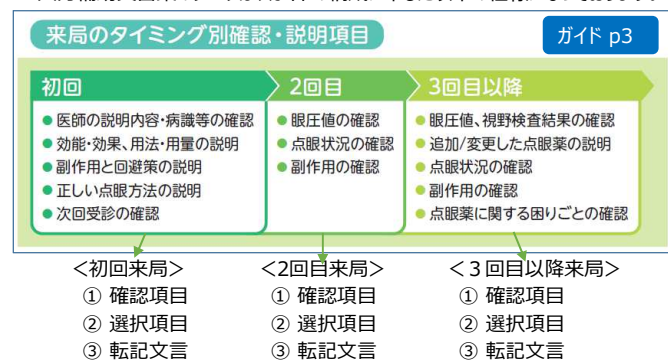 来局のタイミング別確認・説明項目
ガイド p3
初回
● 医師の説明内容・病識等の確認
● 効能・効果、用法・用量の説明
● 副作用と回避策の説明
● 正しい点眼方法の説明
● 次回受診の確認
2回目
● 眼圧値の確認
● 点眼状況の確認
● 副作用の確認
3回目以降
● 眼圧値、視野検査結果の確認
● 追加/変更した点眼薬の説明
● 点眼状況の確認
● 副作用の確認
● 点眼薬に関する困りごとの確認
<初回来局>
① 確認項目
② 選択項目
③ 転記文言
<2回目来局>
① 確認項目
② 選択項目
③ 転記文言
<3回目以降来局>
① 確認項目
② 選択項目
③ 転記文言